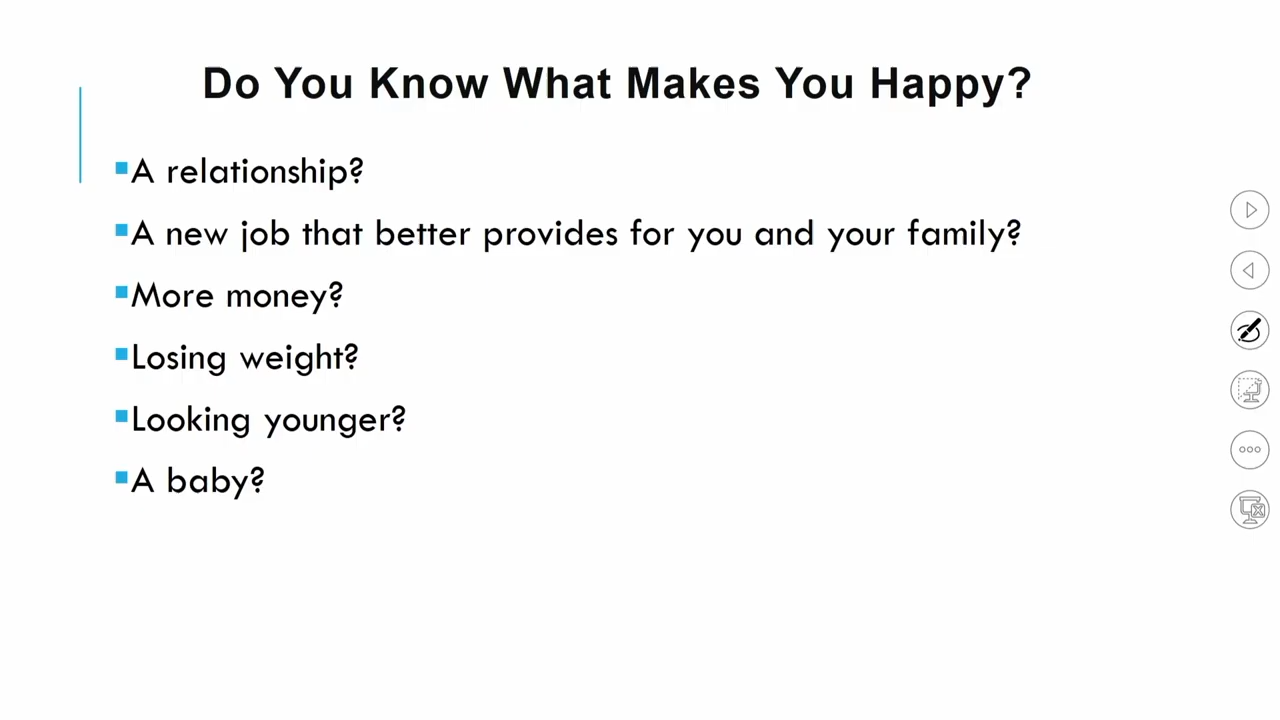 Do You Know What Makes You Happy?
A relationship?
A new job that better provides for you and your family?
More money?
Losing weight?
Looking younger?
A baby?